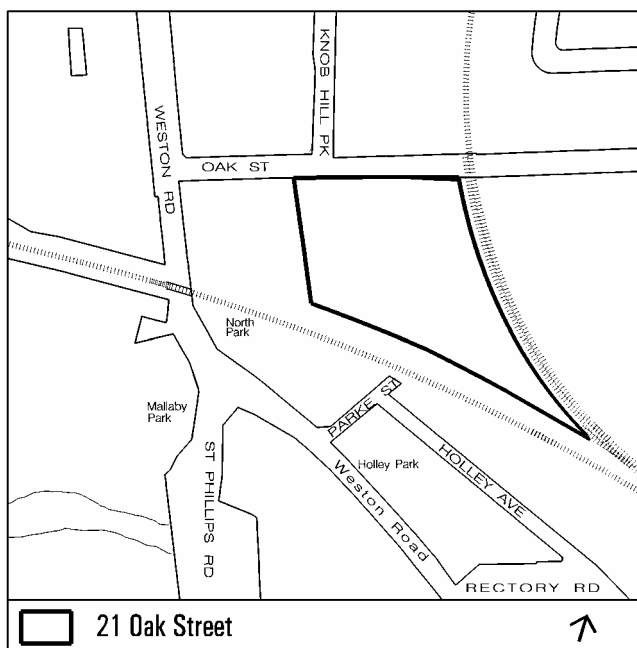 KNOB HILL PK
WESTON RD
OAK ST
North
Park
Mallaby
Park
PARKE ST
Holley Park
HOLLEY AVE
ST PHILLIPS RD
Weston Road
RECTORY RD
21 Oak Street